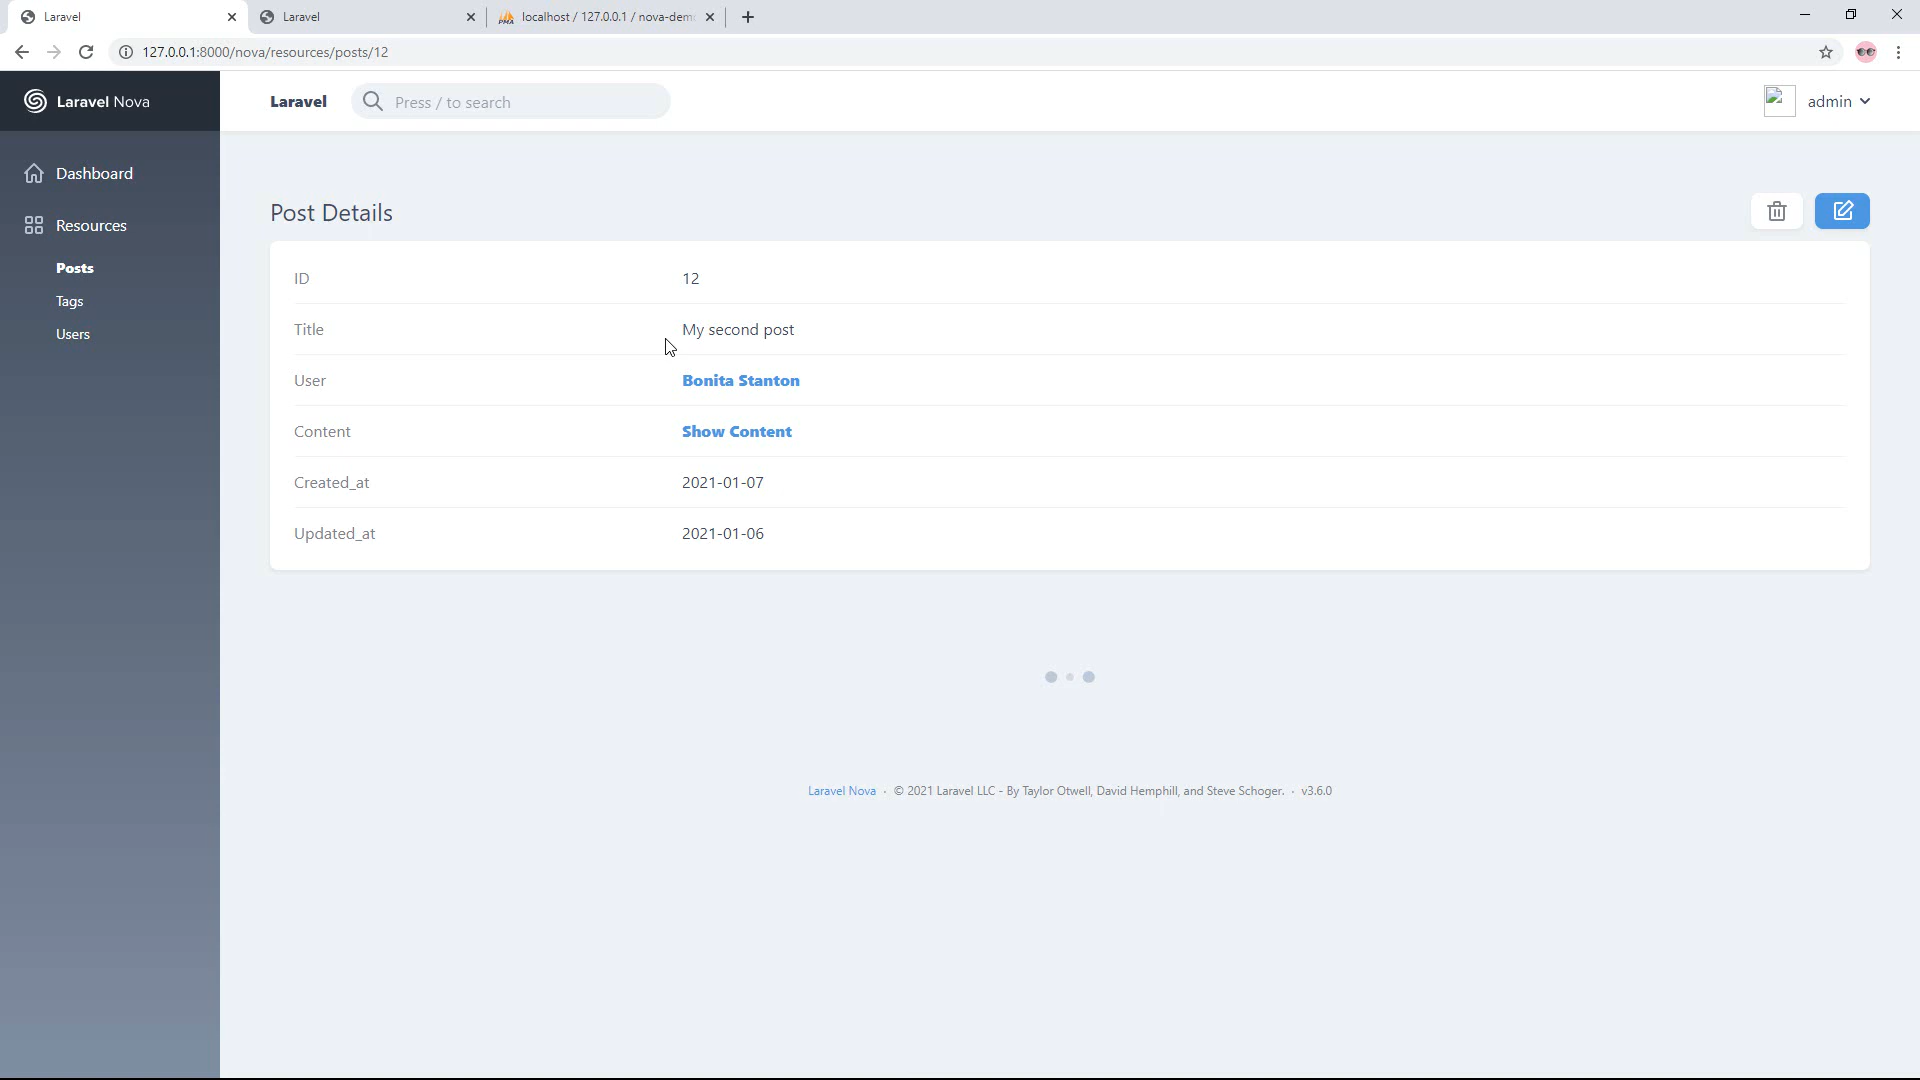 Laravel
Laravel
localhost / 127.0.0.1 / nova-dem
127.0.0.1:8000/nova/resources/posts/12
Laravel Nova
Laravel
Press / to search
admin
Dashboard
Resources
Posts
Tags
Users
Post Details
ID 12
Title My second post
User Bonita Stanton
Content Show Content
Created_at 2021-01-07
Updated_at 2021-01-06
Laravel Nova · © 2021 Laravel LLC - By Taylor Otwell, David Hemphill, and Steve Schoger. · v3.6.0